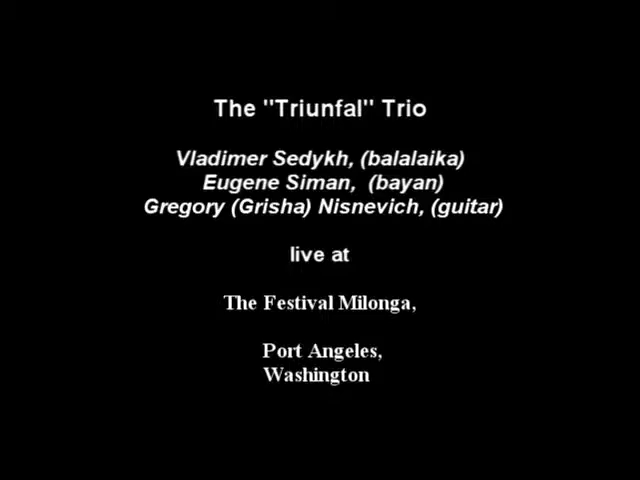 The "Triunfal" Trio
Vladimer Sedykh, (balalaika)
Eugene Siman, (bayan)
Gregory (Grisha) Nisnevich, (guitar)
live at
The Festival Milonga,
Port Angeles,
Washington